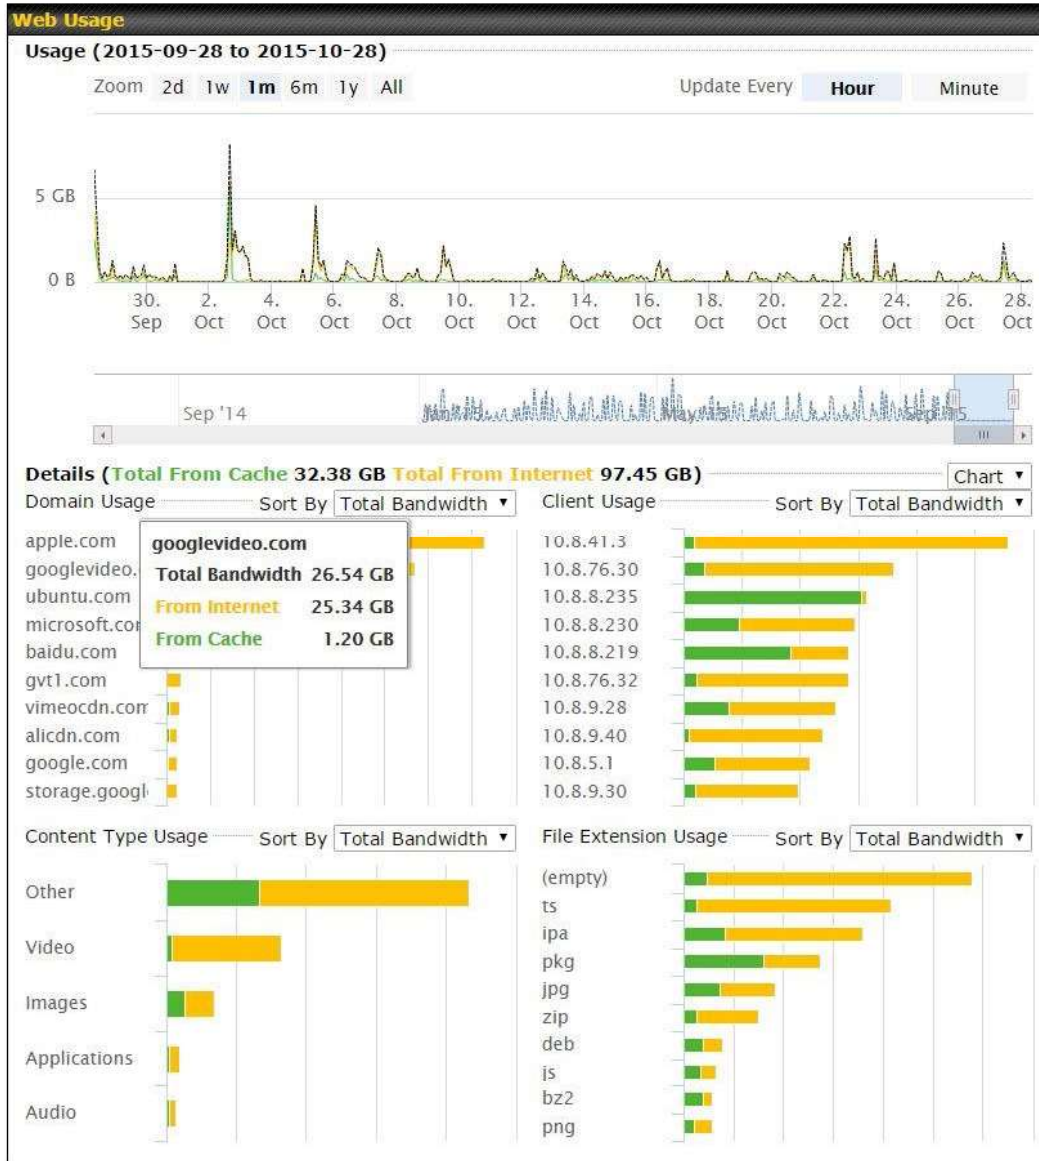 Web Usage
Usage (2015-09-28 to 2015-10-28)
Zoom 2d 1w 1m 6m 1y All Update Every Hour Minute
5 GB
0 B
30. Sep 2. Oct 4. Oct 6. Oct 8. Oct 10. Oct 12. Oct 14. Oct 16. Oct 18. Oct 20. Oct 22. Oct 24. Oct 26. Oct 28. Oct
Sep '14
Details (Total From Cache 32.38 GB Total From Internet 97.45 GB) Chart
Domain Usage Sort By Total Bandwidth
apple.com
googlevideo.
ubuntu.com
microsoft.cor
baidu.com
gvt1.com
vimeocdn.com
alicdn.com
google.com
storage.googl
googlevideo.com
Total Bandwidth 26.54 GB
From Internet 25.34 GB
From Cache 1.20 GB
Client Usage Sort By Total Bandwidth
10.8.41.3
10.8.76.30
10.8.8.235
10.8.8.230
10.8.8.219
10.8.76.32
10.8.9.28
10.8.9.40
10.8.5.1
10.8.9.30
Content Type Usage Sort By Total Bandwidth
Other
Video
Images
Applications
Audio
File Extension Usage Sort By Total Bandwidth
(empty)
ts
ipa
pkg
jpg
zip
deb
js
bz2
png